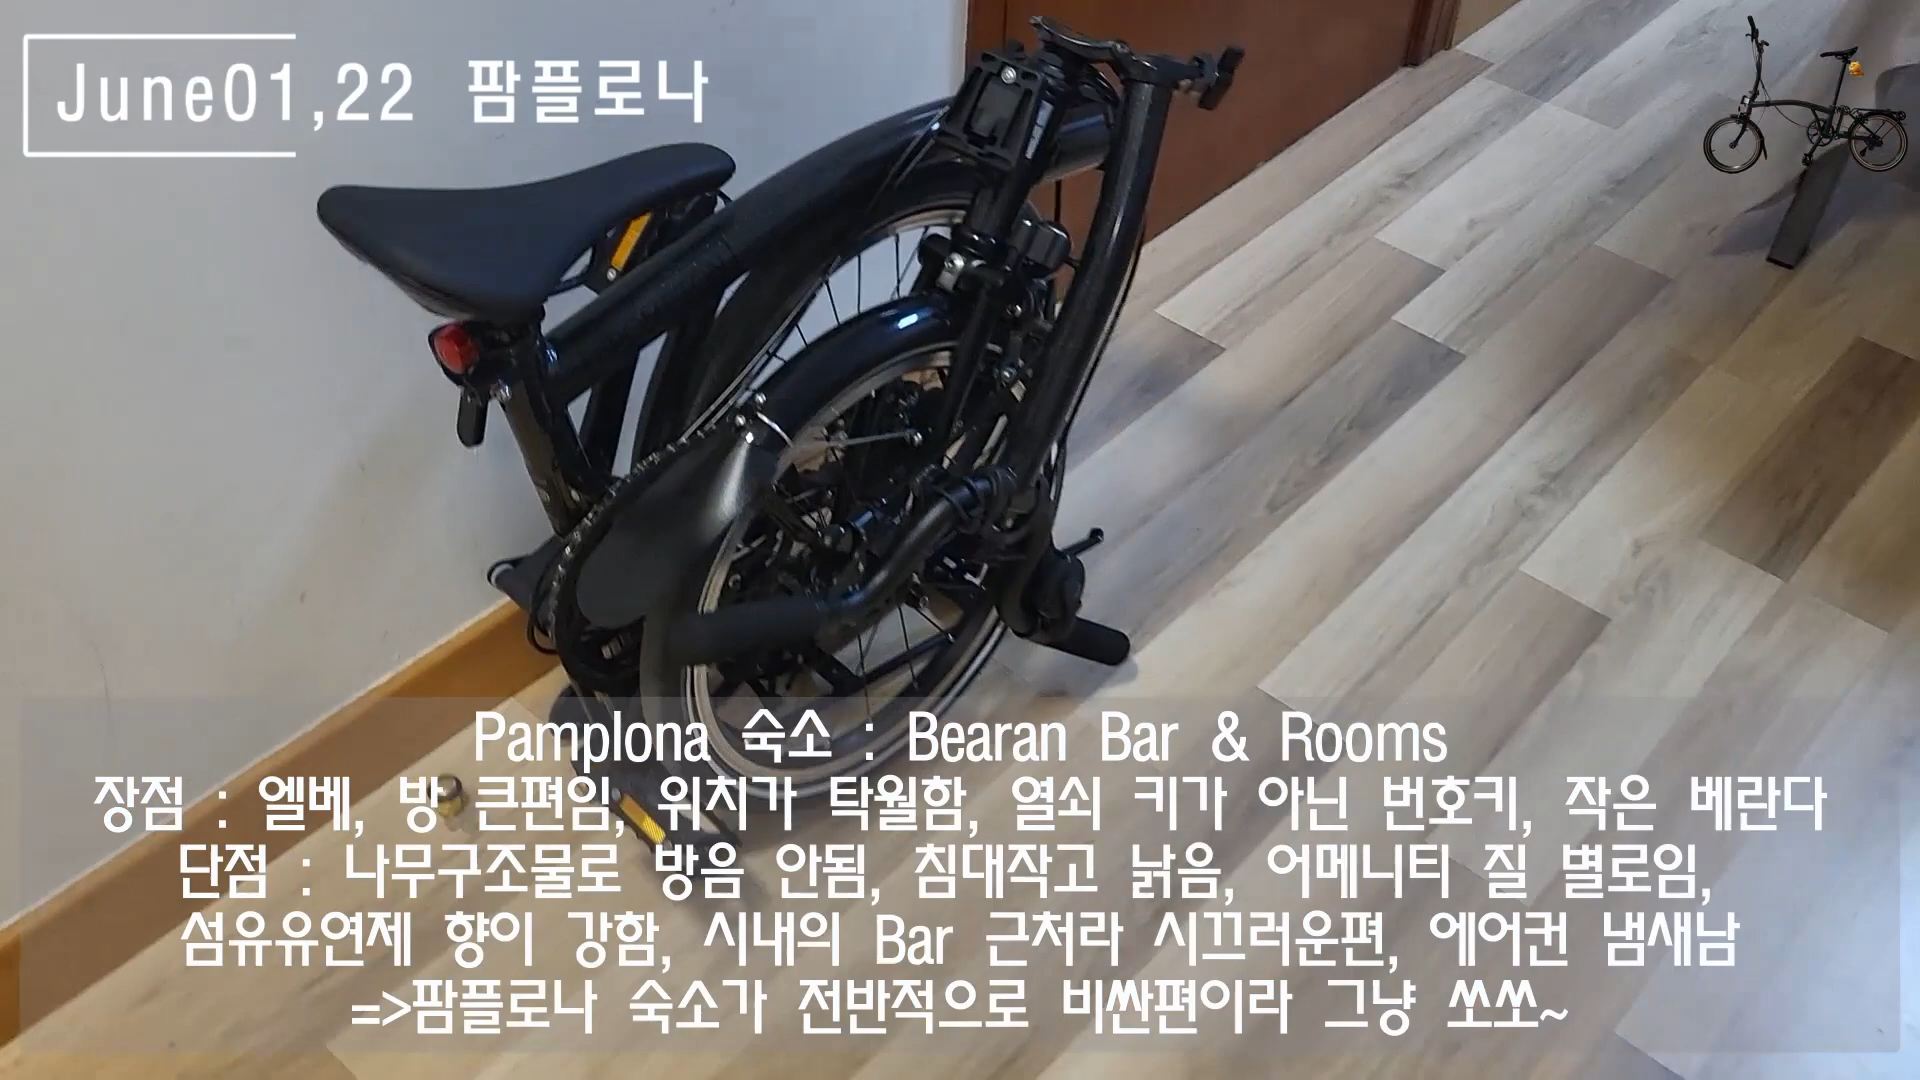 June01,22 팜플로나
Pamplona 숙소 : Bearan Bar & Rooms
장점 : 엘베, 방 큰편임, 위치가 탁월함, 열쇠 키가 아닌 번호키, 작은 베란다
단점 : 나무구조물로 방음 안됨, 침대작고 낡음, 어메니티 질 별로임,
섬유유연제 향이 강함, 시내의 Bar 근처라 시끄러운편, 에어컨 냄새남
=>팜플로나 숙소가 전반적으로 비싼편이라 그냥 쏘쏘~